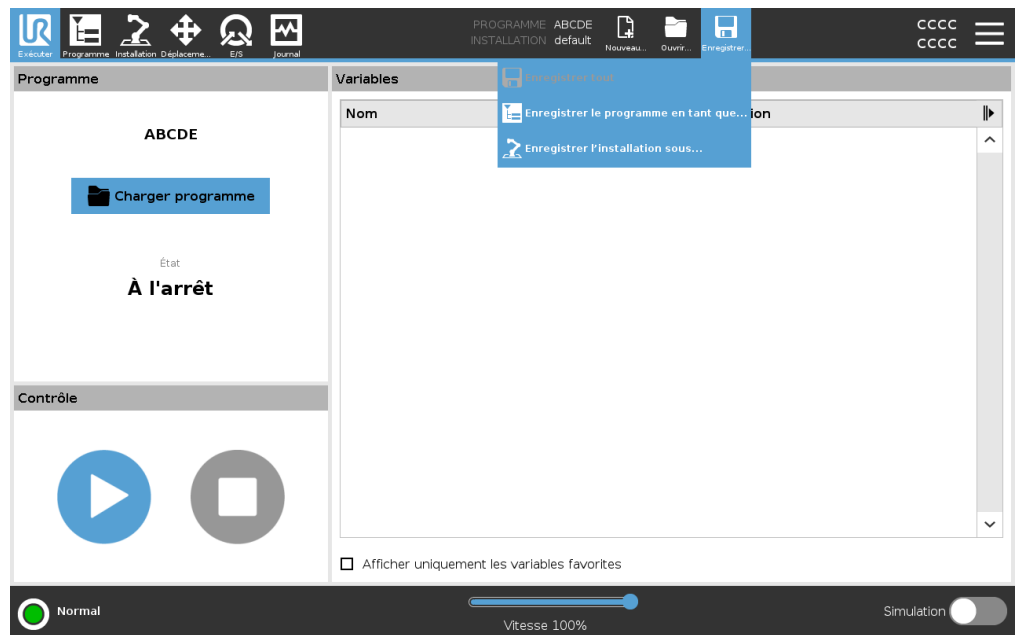 UR
Exécuter
Programme
Installation
Déplaceme...
E/S
Journal
PROGRAMME ABCDE
INSTALLATION default
Nouveau...
Ouvrir...
Enregistrer...
CCCC
CCCC
Programme
ABCDE
Charger programme
État
À l'arrêt
Contrôle
Variables
Enregistrer tout
Enregistrer le programme en tant que...
Enregistrer l'installation sous...
Nom
ion
Afficher uniquement les variables favorites
Normal
Vitesse 100%
Simulation